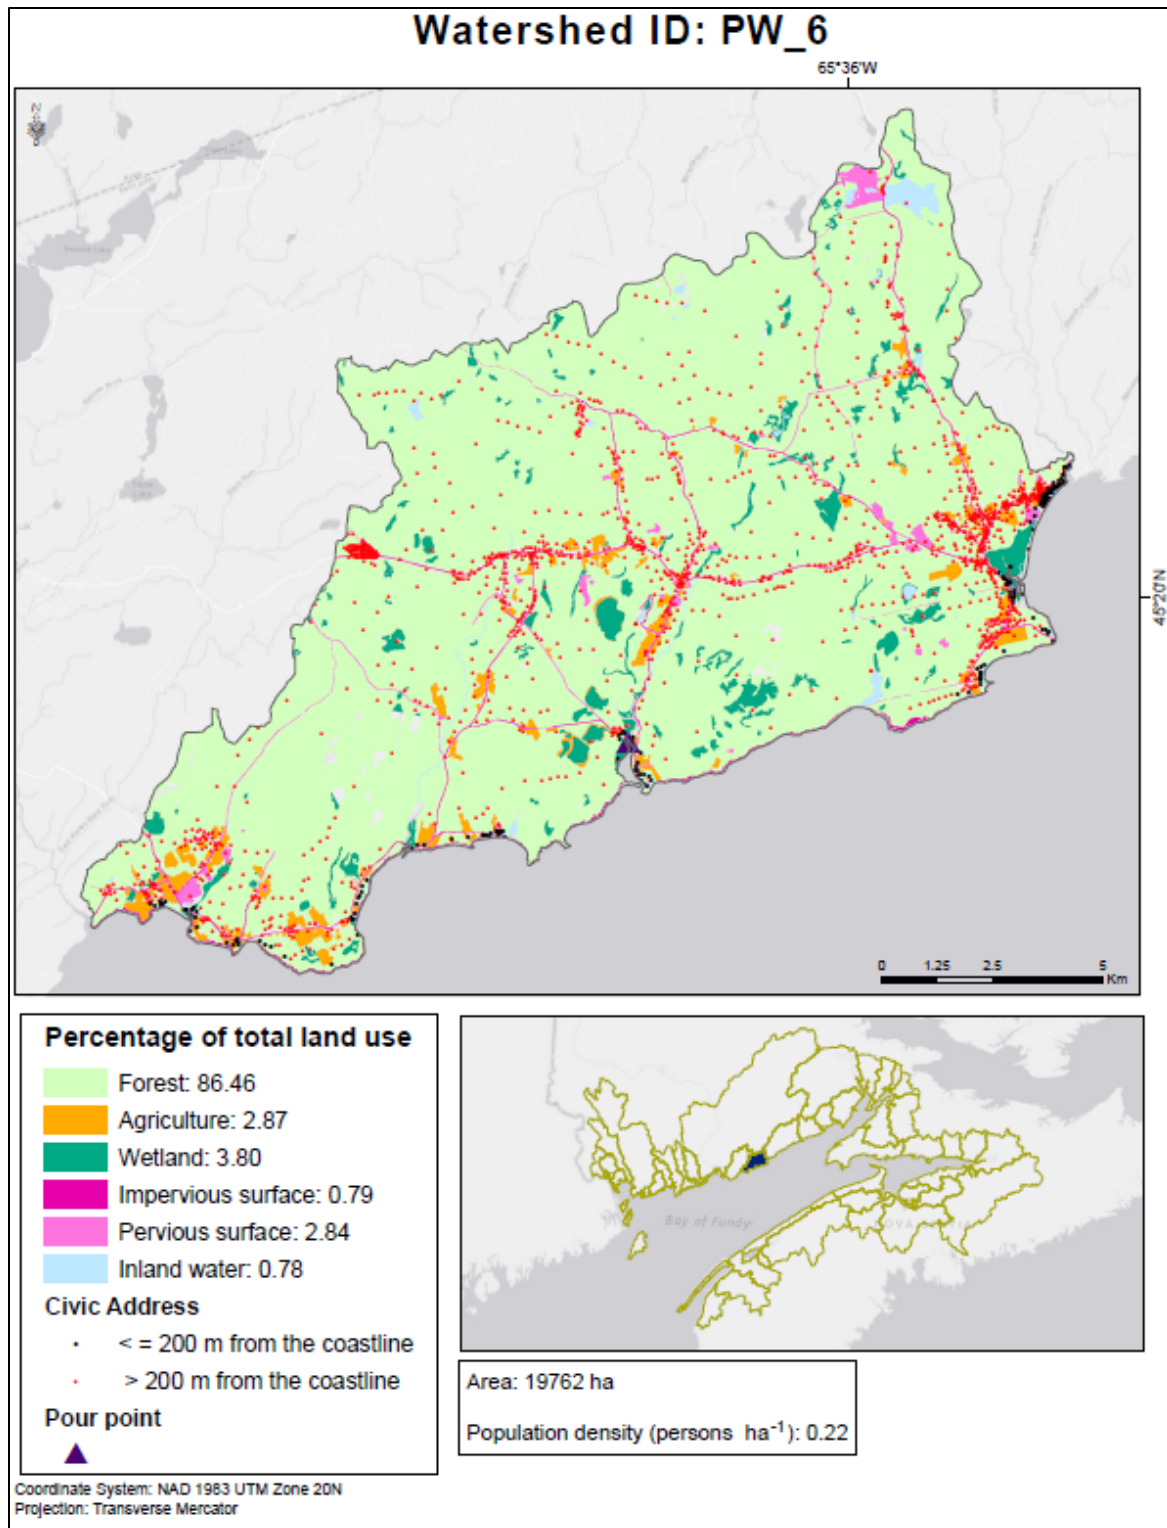 Watershed ID: PW_6
65°36'W
N
45°20'N
0 1.25 2.5 5
Km
Percentage of total land use
Forest: 86.46
Agriculture: 2.87
Wetland: 3.80
Impervious surface: 0.79
Pervious surface: 2.84
Inland water: 0.78
Civic Address
< = 200 m from the coastline
> 200 m from the coastline
Pour point
Bay of Fundy
Area: 19762 ha
Population density (persons ha⁻¹): 0.22
Coordinate System: NAD 1983 UTM Zone 20N
Projection: Transverse Mercator